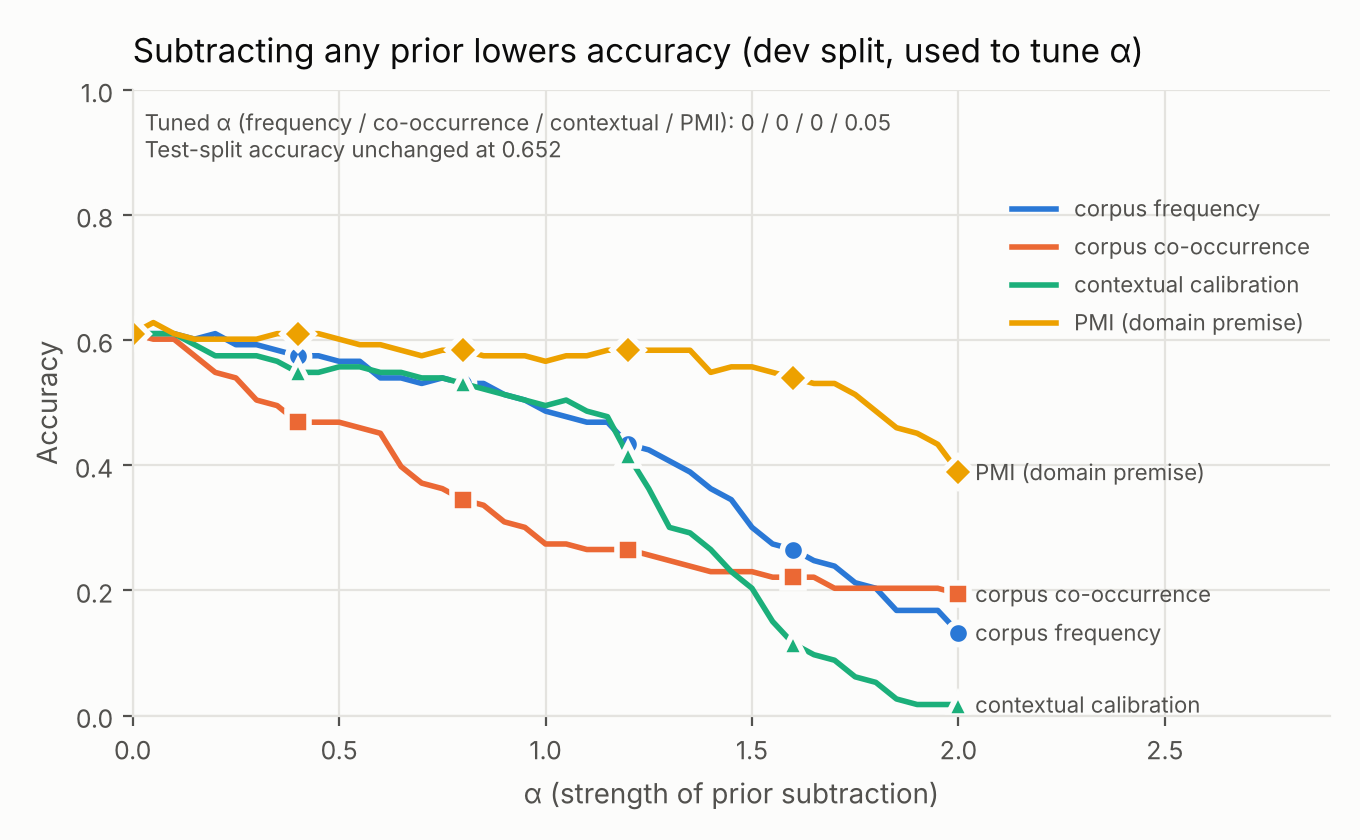 Subtracting any prior lowers accuracy (dev split, used to tune α)
Tuned α (frequency / co-occurrence / contextual / PMI): 0 / 0 / 0 / 0.05
Test-split accuracy unchanged at 0.652
corpus frequency
corpus co-occurrence
contextual calibration
PMI (domain premise)
Accuracy
1.0
0.8
0.6
0.4
0.2
0.0
PMI (domain premise)
corpus co-occurrence
corpus frequency
contextual calibration
0.0 0.5 1.0 1.5 2.0 2.5
α (strength of prior subtraction)